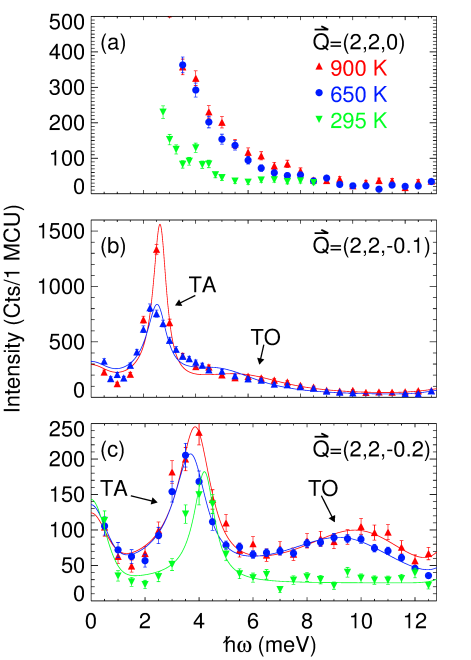 500
400
300
200
100
0
(a)
Q⃗=(2,2,0)
900 K
650 K
295 K
Intensity (Cts/1 MCU)
1500
1000
500
0
(b)
Q⃗=(2,2,-0.1)
TA
TO
250
200
150
100
50
0
(c)
Q⃗=(2,2,-0.2)
TA
TO
0 2 4 6 8 10 12
ħω (meV)